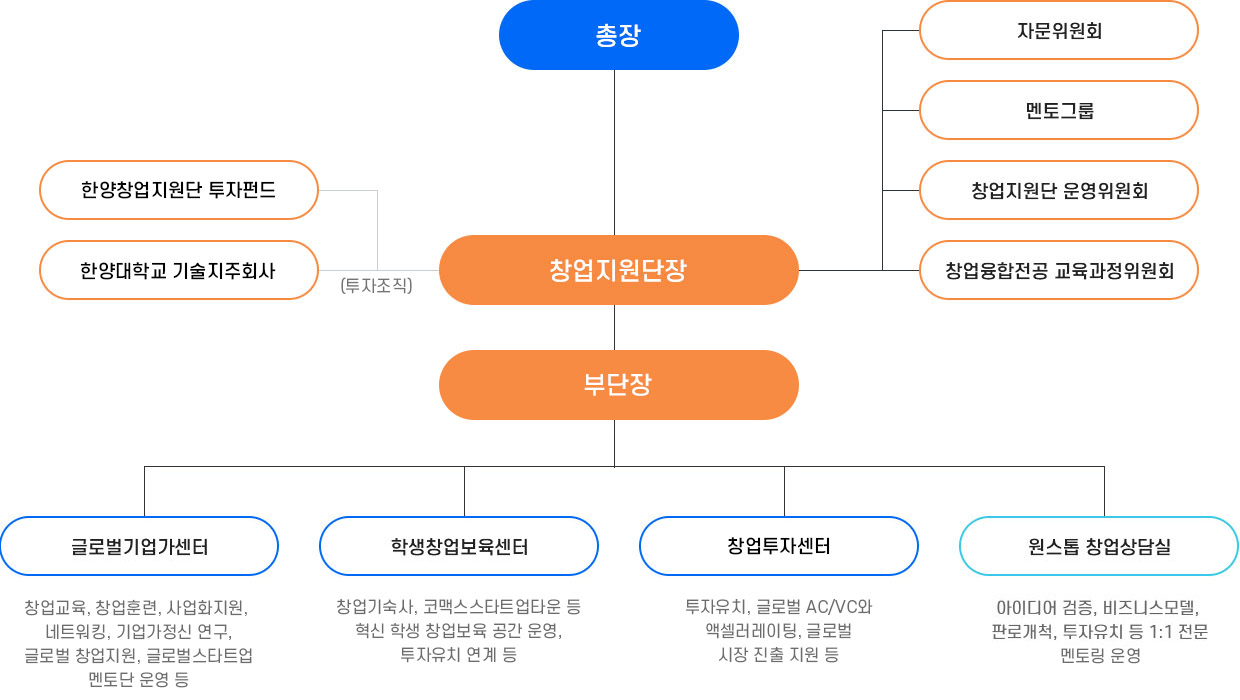 총장
자문위원회
멘토그룹
한양창업지원단 투자펀드
창업지원단 운영위원회
한양대학교 기술지주회사
(투자조직)
창업지원단장
창업융합전공 교육과정위원회
부단장
글로벌기업가센터
창업교육, 창업훈련, 사업화지원,
네트워킹, 기업가정신 연구,
글로벌 창업지원, 글로벌스타트업
멘토단 운영 등
학생창업보육센터
창업기숙사, 코맥스스타트업타운 등
혁신 학생 창업보육 공간 운영,
투자유치 연계 등
창업투자센터
투자유치, 글로벌 AC/VC와
액셀러레이팅, 글로벌
시장 진출 지원 등
원스톱 창업상담실
아이디어 검증, 비즈니스모델,
판로개척, 투자유치 등 1:1 전문
멘토링 운영